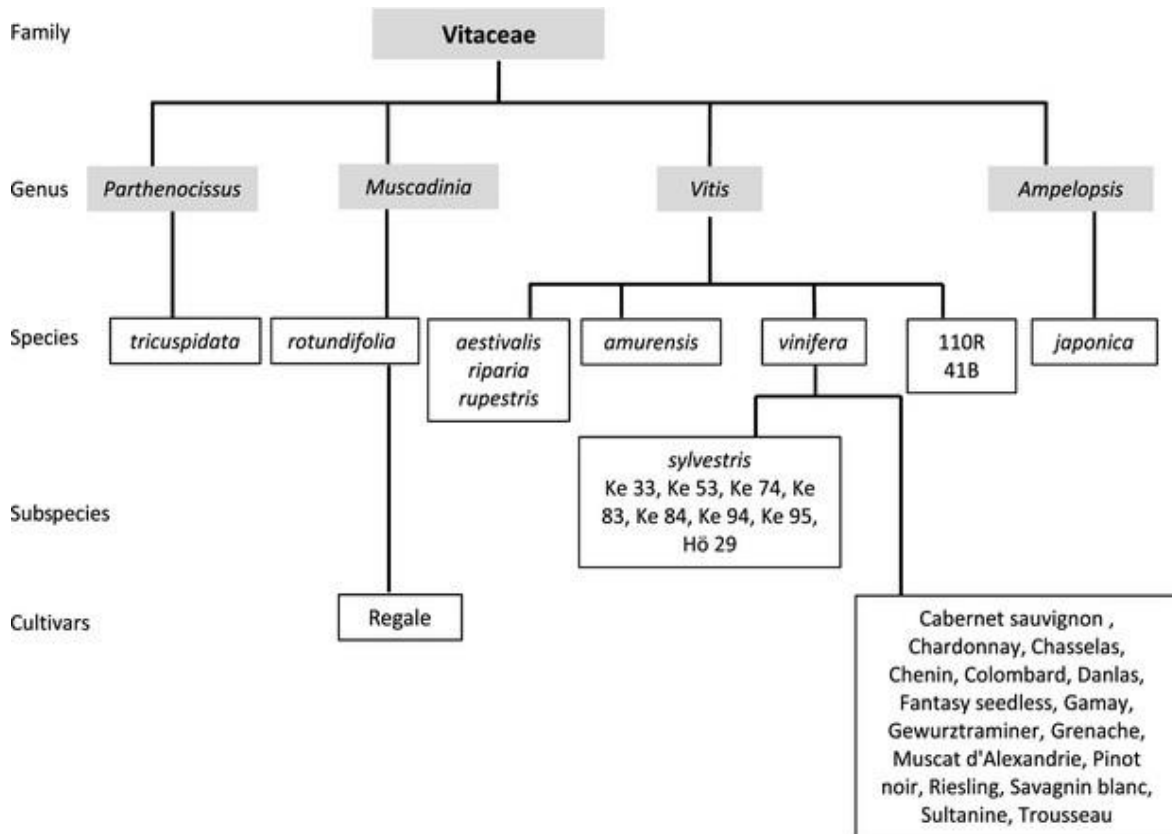 Family
Vitaceae
Genus
Parthenocissus
Muscadinia
Vitis
Ampelopsis
Species
tricuspidata
rotundifolia
aestivalis
riparia
rupestris
amurensis
vinifera
110R
41B
japonica
Subspecies
sylvestris
Ke 33, Ke 53, Ke 74, Ke
83, Ke 84, Ke 94, Ke 95,
Hö 29
Cultivars
Regale
Cabernet sauvignon ,
Chardonnay, Chasselas,
Chenin, Colombard, Danlas,
Fantasy seedless, Gamay,
Gewurztraminer, Grenache,
Muscat d'Alexandrie, Pinot
noir, Riesling, Savagnin blanc,
Sultanine, Trousseau